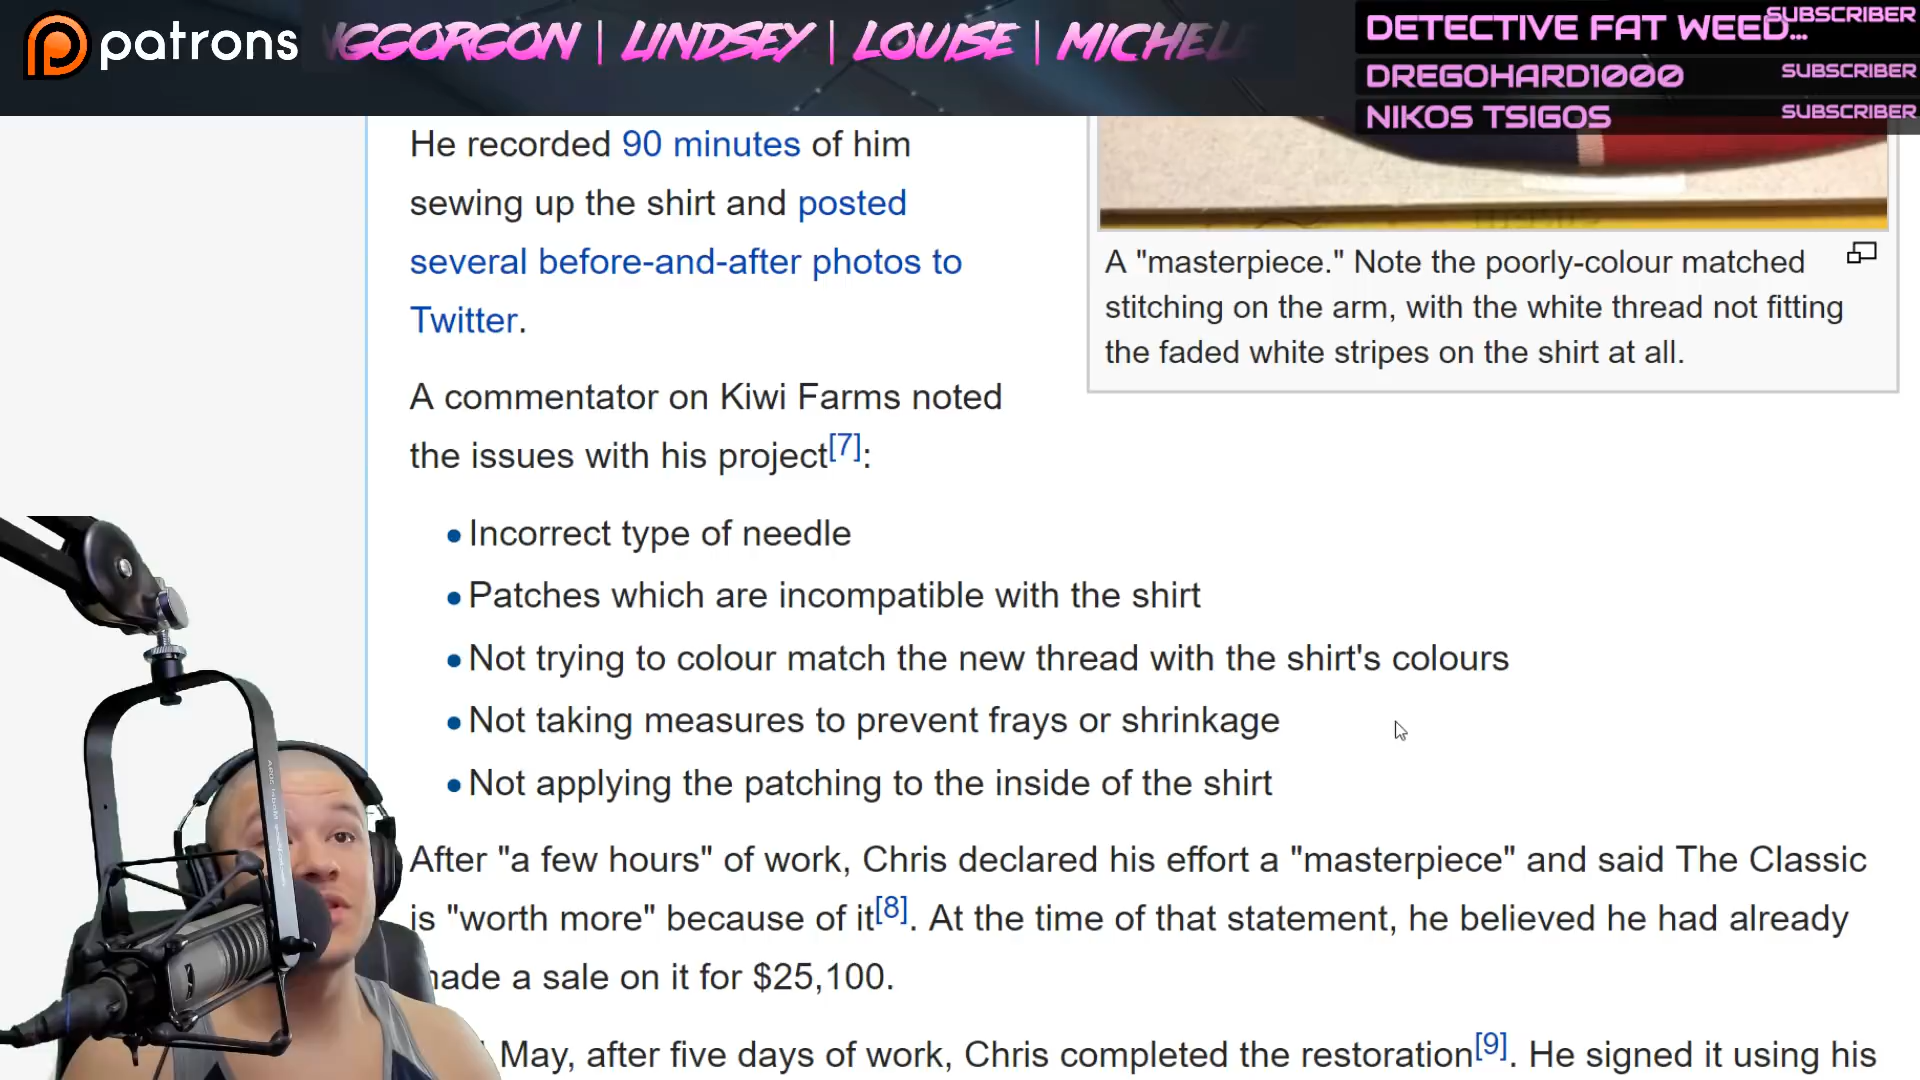 patrons
GGORGON | LINDSEY | LOUISE | MICHELE
DETECTIVE FAT WEED... SUBSCRIBER
DREGOHARD1000 SUBSCRIBER
NIKOS TSIGOS SUBSCRIBER
He recorded 90 minutes of him
sewing up the shirt and posted
several before-and-after photos to
Twitter.
A "masterpiece." Note the poorly-colour matched
stitching on the arm, with the white thread not fitting
the faded white stripes on the shirt at all.
A commentator on Kiwi Farms noted
the issues with his project[7]:
• Incorrect type of needle
• Patches which are incompatible with the shirt
• Not trying to colour match the new thread with the shirt's colours
• Not taking measures to prevent frays or shrinkage
• Not applying the patching to the inside of the shirt
After "a few hours" of work, Chris declared his effort a "masterpiece" and said The Classic
is "worth more" because of it[8]. At the time of that statement, he believed he had already
made a sale on it for $25,100.
May, after five days of work, Chris completed the restoration[9]. He signed it using his